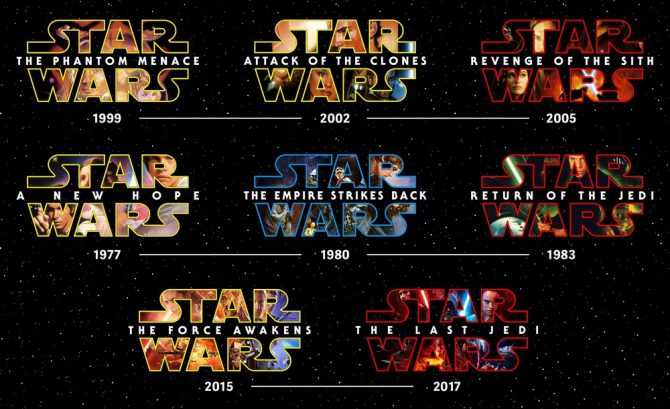 STAR
THE PHANTOM MENACE
WARS
1999
STAR
ATTACK OF THE CLONES
WARS
2002
STAR
REVENGE OF THE SITH
WARS
2005
STAR
A NEW HOPE
WARS
1977
STAR
THE EMPIRE STRIKES BACK
WARS
1980
STAR
RETURN OF THE JEDI
WARS
1983
STAR
THE FORCE AWAKENS
WARS
2015
STAR
THE LAST JEDI
WARS
2017